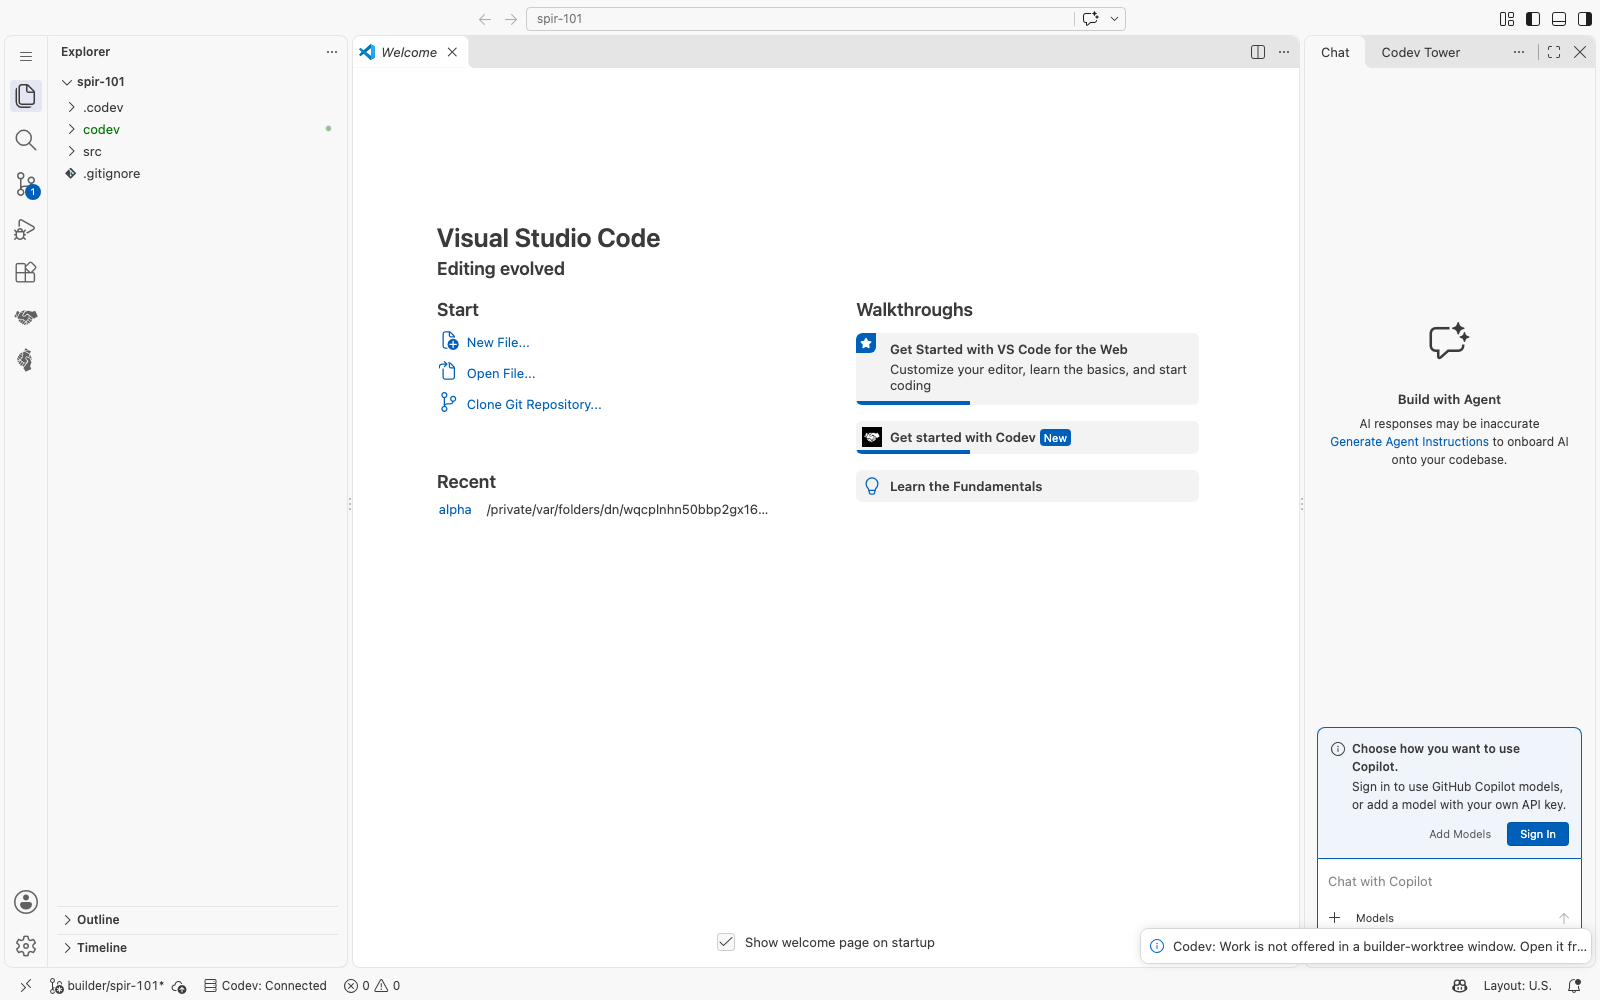 spir-101
Explorer
spir-101
.codev
codev
src
.gitignore
1
Outline
Timeline
Welcome
Visual Studio Code
Editing evolved
Start
New File...
Open File...
Clone Git Repository...
Recent
alpha /private/var/folders/dn/wqcplnhn50bbp2gx16...
Walkthroughs
Get Started with VS Code for the Web
Customize your editor, learn the basics, and start
coding
Get started with Codev New
Learn the Fundamentals
Show welcome page on startup
Chat Codev Tower
Build with Agent
AI responses may be inaccurate
Generate Agent Instructions to onboard AI
onto your codebase.
Choose how you want to use
Copilot.
Sign in to use GitHub Copilot models,
or add a model with your own API key.
Add Models Sign In
Chat with Copilot
Models
Codev: Work is not offered in a builder-worktree window. Open it fr...
builder/spir-101* Codev: Connected 0 0 Layout: U.S.